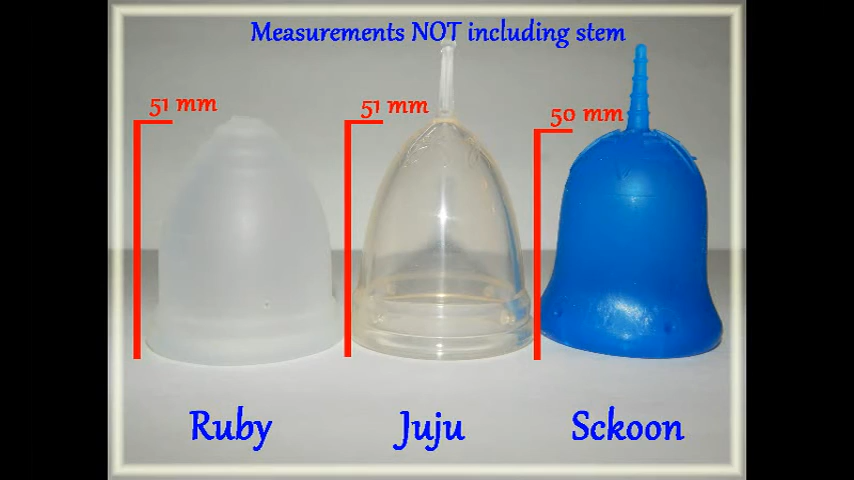 Measurements NOT including stem
51 mm
51 mm
50 mm
Ruby
Juju
Sckoon